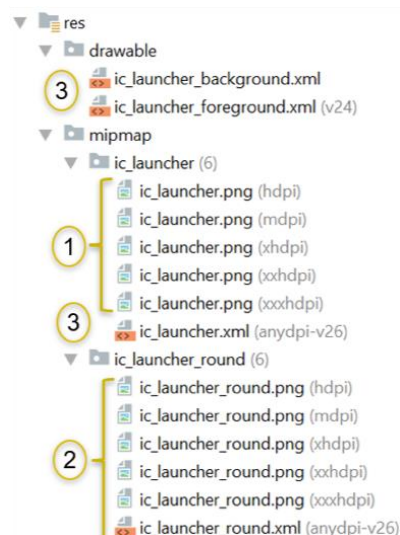 res
drawable
3
ic_launcher_background.xml
ic_launcher_foreground.xml (v24)
mipmap
ic_launcher (6)
ic_launcher.png (hdpi)
ic_launcher.png (mdpi)
1 ic_launcher.png (xhdpi)
ic_launcher.png (xxhdpi)
ic_launcher.png (xxxhdpi)
3 ic_launcher.xml (anydpi-v26)
ic_launcher_round (6)
ic_launcher_round.png (hdpi)
ic_launcher_round.png (mdpi)
ic_launcher_round.png (xhdpi)
2 ic_launcher_round.png (xxhdpi)
ic_launcher_round.png (xxxhdpi)
ic_launcher_round.xml (anydpi-v26)